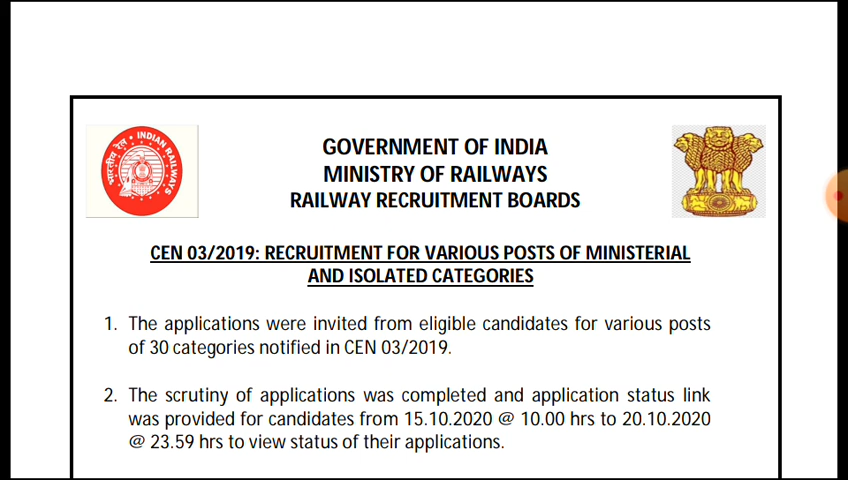 भारतीय रेल • INDIAN RAILWAYS
GOVERNMENT OF INDIA
MINISTRY OF RAILWAYS
RAILWAY RECRUITMENT BOARDS
CEN 03/2019: RECRUITMENT FOR VARIOUS POSTS OF MINISTERIAL
AND ISOLATED CATEGORIES
1. The applications were invited from eligible candidates for various posts
of 30 categories notified in CEN 03/2019.
2. The scrutiny of applications was completed and application status link
was provided for candidates from 15.10.2020 @ 10.00 hrs to 20.10.2020
@ 23.59 hrs to view status of their applications.